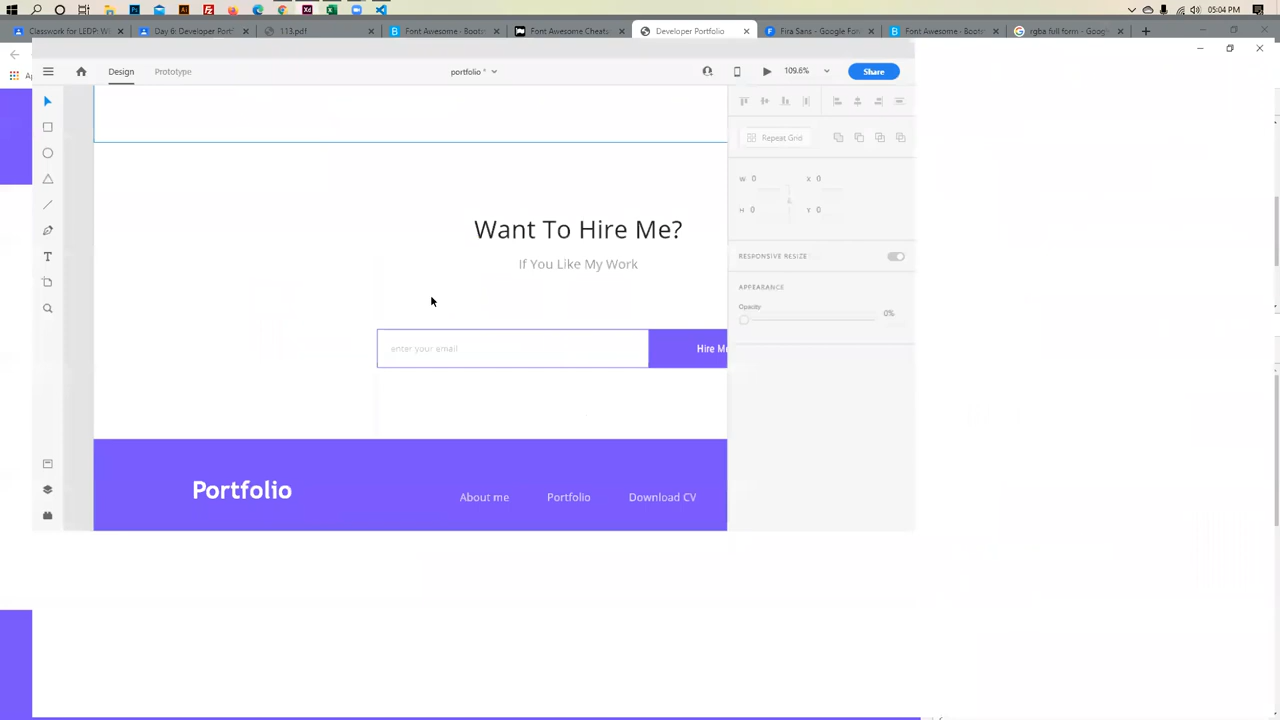 05:04 PM
Classwork for LEDP: W
Day 6: Developer Portf
113.pdf
Font Awesome - Boots
Font Awesome Cheats
Developer Portfolio
Fira Sans - Google Fon
Font Awesome - Boots
rgba full form - Googl
Ap
Design
Prototype
portfolio *
109.6%
Share
Repeat Grid
W 0 X 0
H 0 Y 0
RESPONSIVE RESIZE
APPEARANCE
Opacity
0%
Want To Hire Me?
If You Like My Work
enter your email
Hire Me
Portfolio
About me
Portfolio
Download CV